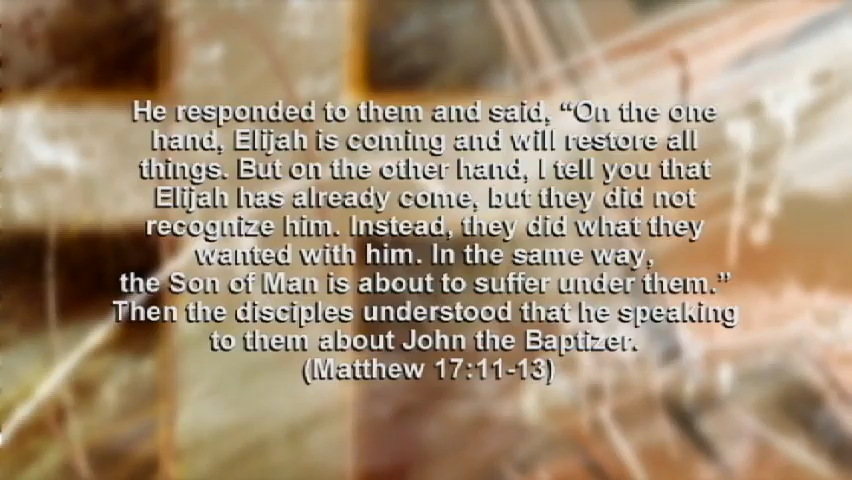 He responded to them and said, “On the one
hand, Elijah is coming and will restore all
things. But on the other hand, I tell you that
Elijah has already come, but they did not
recognize him. Instead, they did what they
wanted with him. In the same way,
the Son of Man is about to suffer under them.”
Then the disciples understood that he speaking
to them about John the Baptizer.
(Matthew 17:11-13)